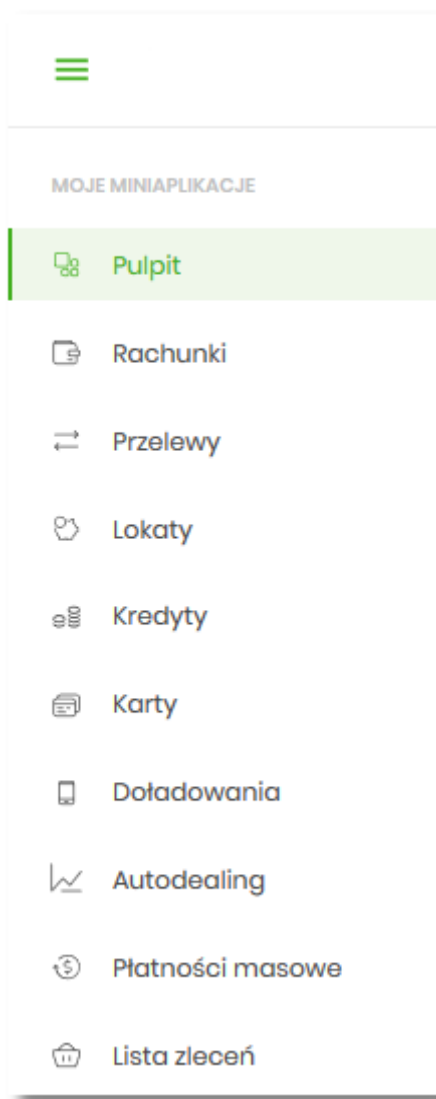 MOJE MINIAPLIKACJE
Pulpit
Rachunki
Przelewy
Lokaty
Kredyty
Karty
Doładowania
Autodealing
Płatności masowe
Lista zleceń